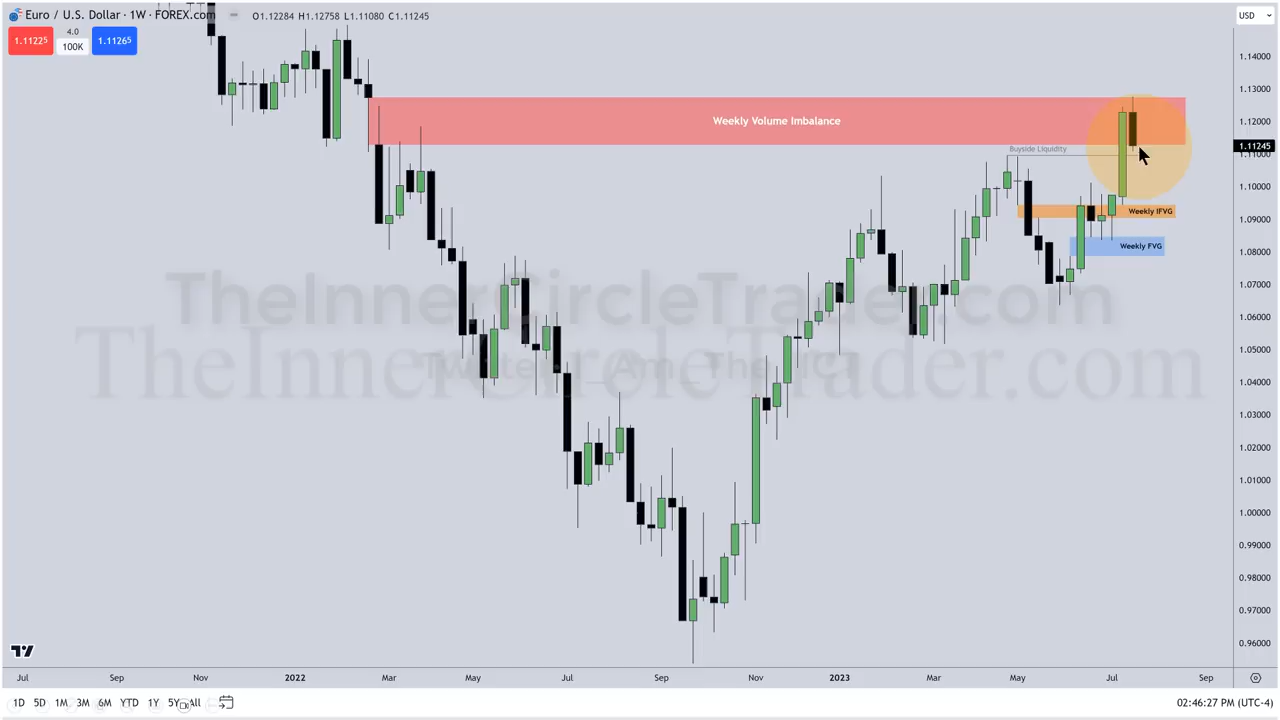 Euro / U.S. Dollar · 1W · FOREX.com O1.12284 H1.12758 L1.11080 C1.11245
USD
1.11225
4.0
100K
1.11265
1.14000
1.13000
Weekly Volume Imbalance
1.12000
1.11245
Buyside Liquidity
1.11000
1.10000
Weekly IFVG
1.09000
Weekly FVG
1.08000
1.07000
TheInnerCircleTrader.com
1.06000
1.05000
TheInnerCircleTrader.com
1.04000
1.03000
1.02000
1.01000
1.00000
0.99000
0.98000
0.97000
0.96000
Jul Sep Nov 2022 Mar May Jul Sep Nov 2023 Mar May Jul Sep
1D 5D 1M 3M 6M YTD 1Y 5Y All
02:46:27 PM (UTC-4)